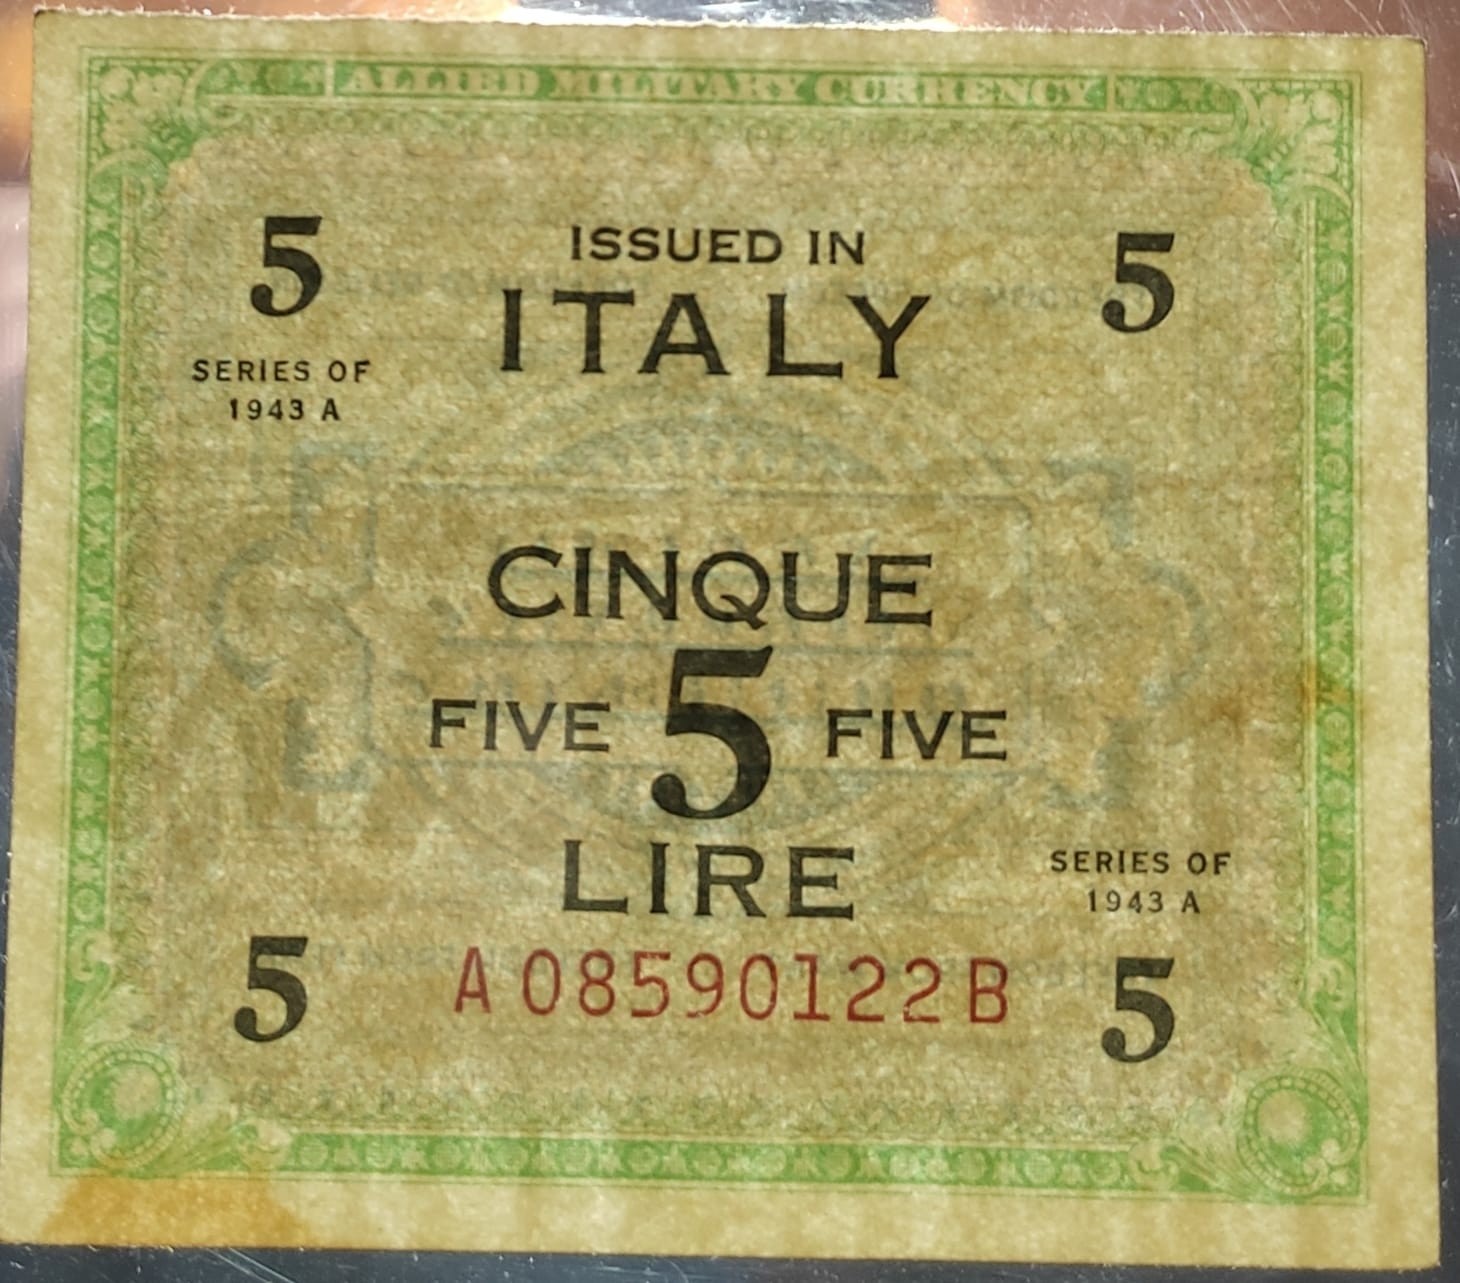 ALLIED MILITARY CURRENCY
5 ISSUED IN 5
ITALY
SERIES OF
1943 A
CINQUE
FIVE 5 FIVE
LIRE
SERIES OF
1943 A
5 A08590122B 5